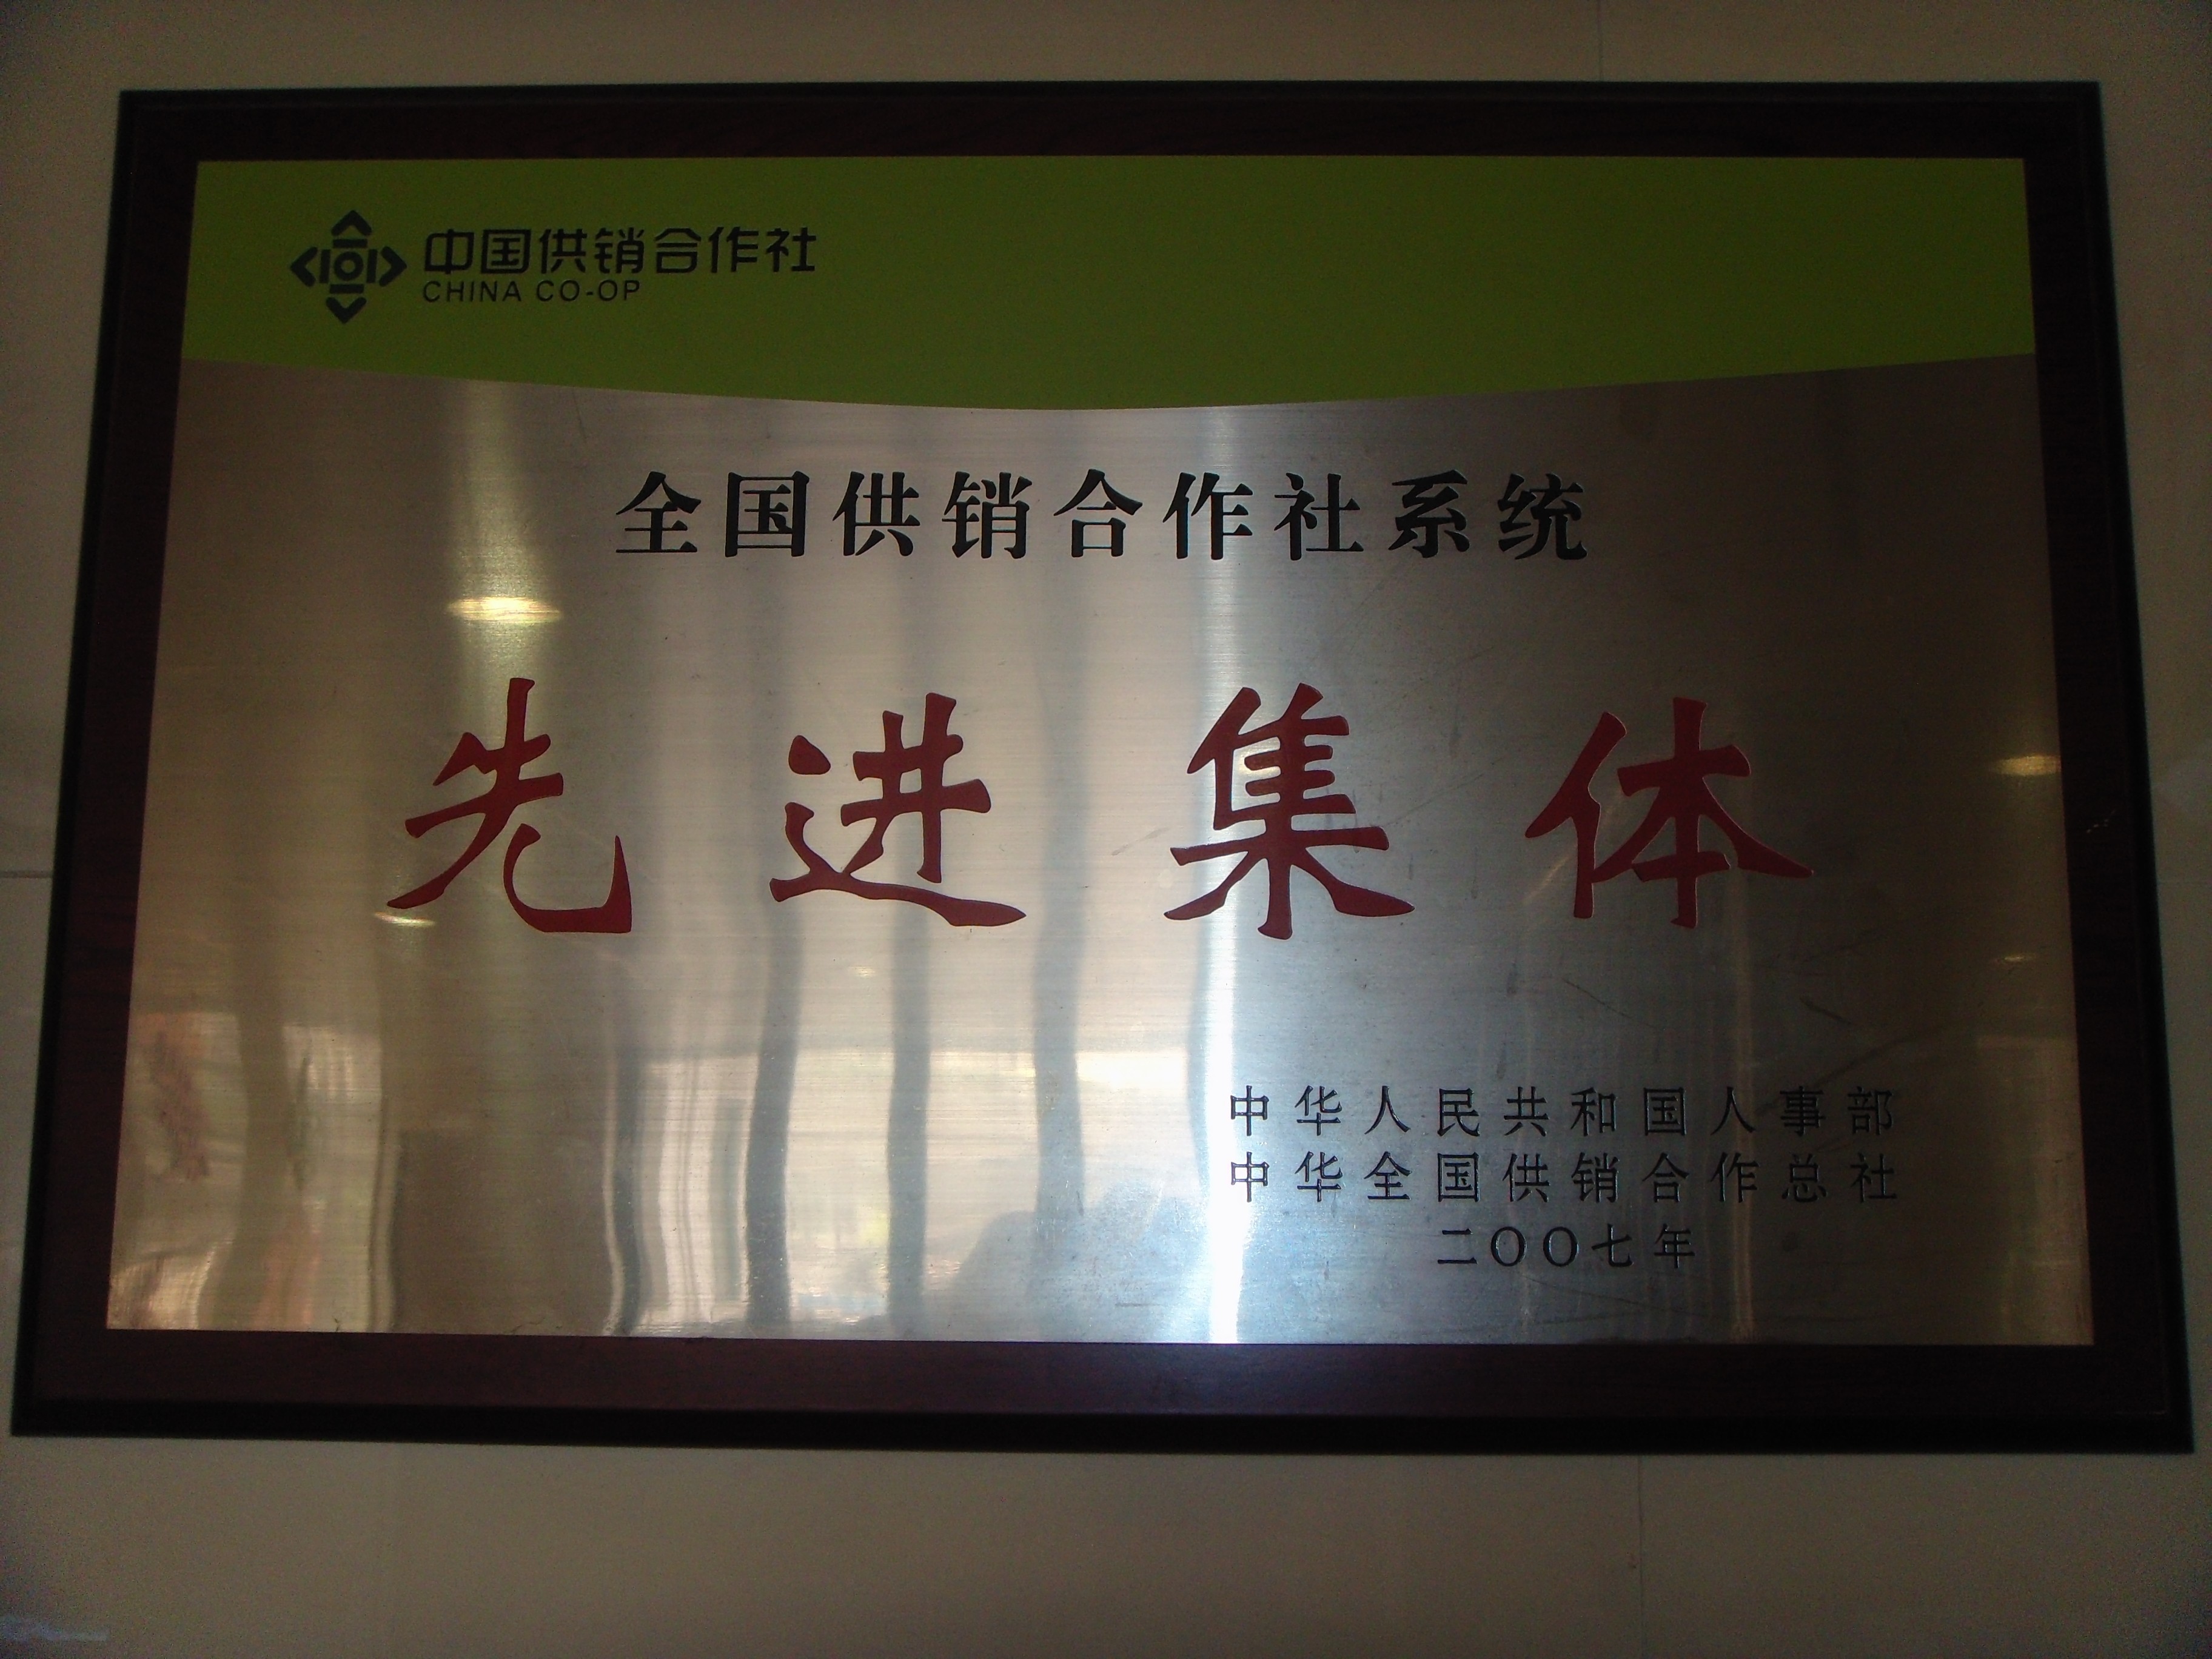 中国供销合作社
CHINA CO-OP
全国供销合作社系统
先进集体
中华人民共和国人事部
中华全国供销合作总社
二〇〇七年